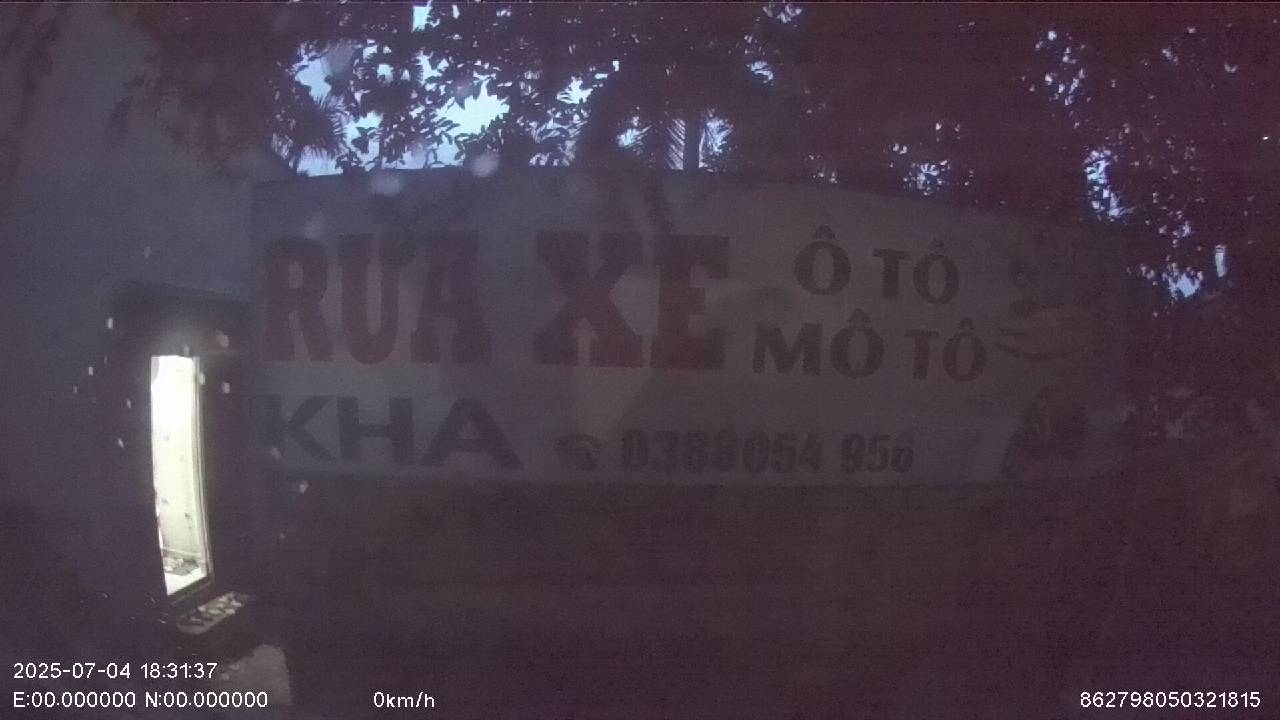 RỬA XE Ô TÔ
MÔ TÔ
KHA ☎ 0388054 956
2025-07-04 18:31:37
E:00.000000 N:00.000000 0km/h 862798050321815